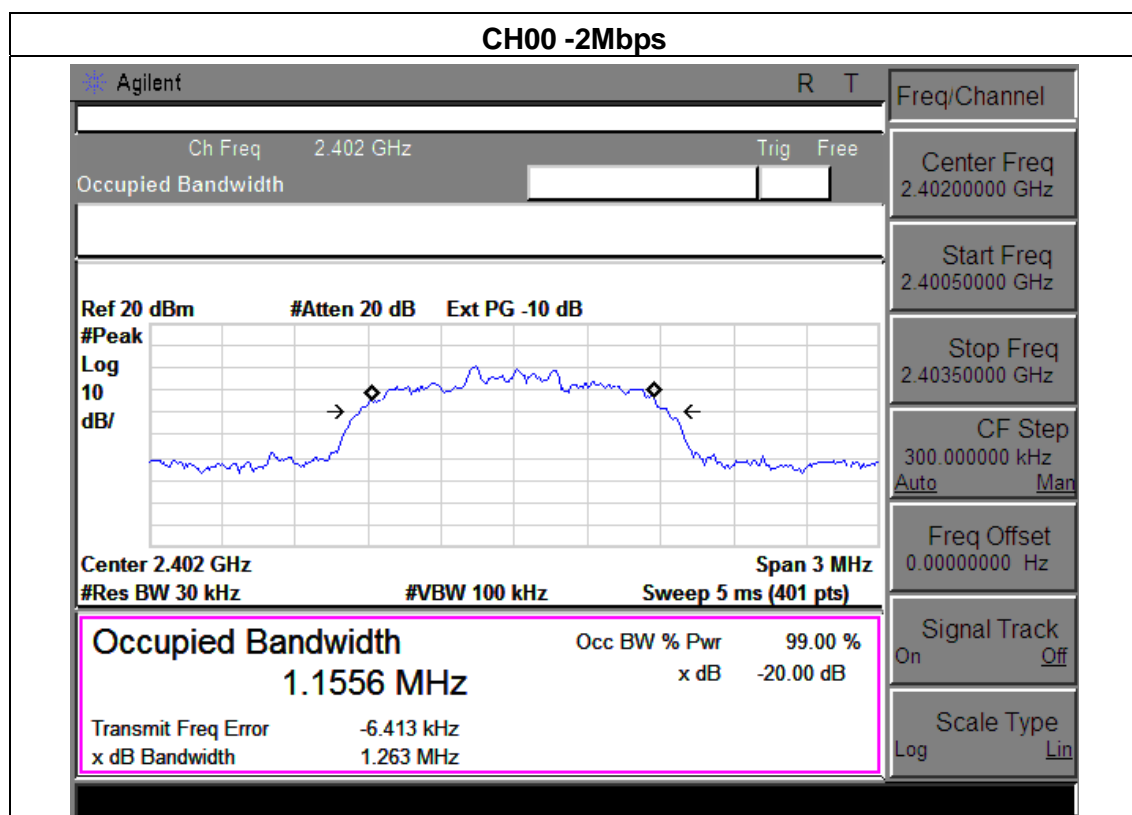 CH00 -2Mbps
Agilent R T
Freq/Channel
Ch Freq 2.402 GHz Trig Free
Occupied Bandwidth
Center Freq
2.40200000 GHz
Start Freq
2.40050000 GHz
Ref 20 dBm #Atten 20 dB Ext PG -10 dB
#Peak
Log
10
dB/
Stop Freq
2.40350000 GHz
CF Step
300.000000 kHz
Auto Man
Freq Offset
0.00000000 Hz
Center 2.402 GHz Span 3 MHz
#Res BW 30 kHz #VBW 100 kHz Sweep 5 ms (401 pts)
Occupied Bandwidth Occ BW % Pwr 99.00 %
1.1556 MHz x dB -20.00 dB
Transmit Freq Error -6.413 kHz
x dB Bandwidth 1.263 MHz
Signal Track
On Off
Scale Type
Log Lin